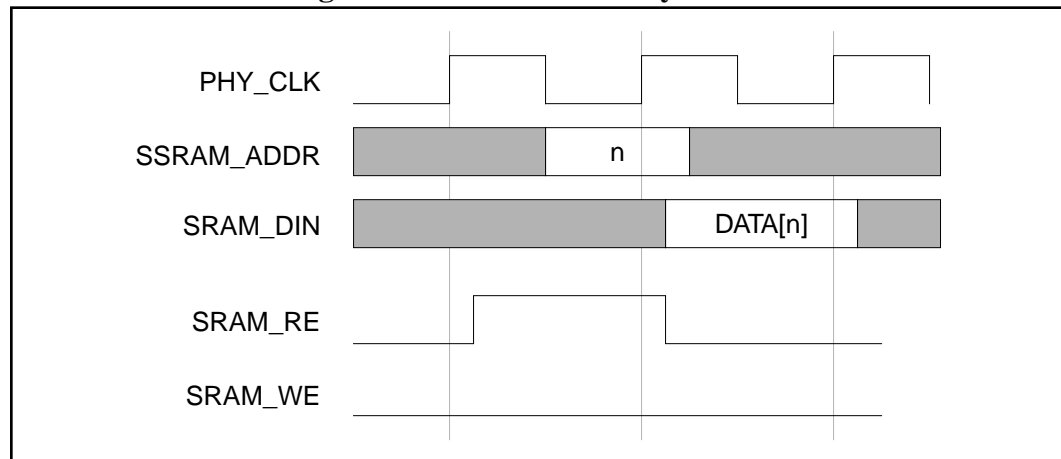 PHY_CLK
SSRAM_ADDR
n
SRAM_DIN
DATA[n]
SRAM_RE
SRAM_WE